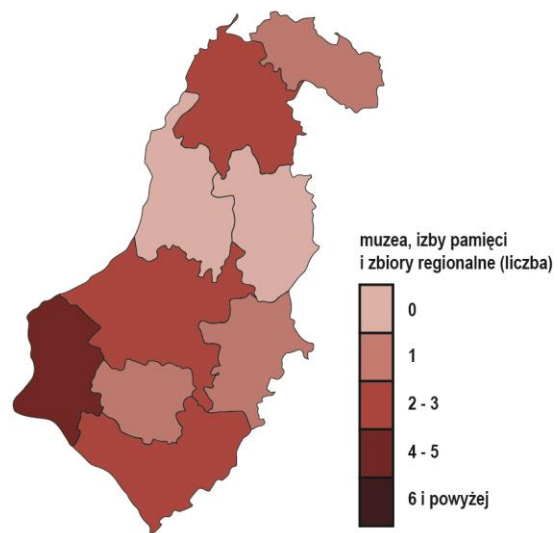 muzea, izby pamięci
i zbiory regionalne (liczba)
0
1
2 - 3
4 - 5
6 i powyżej